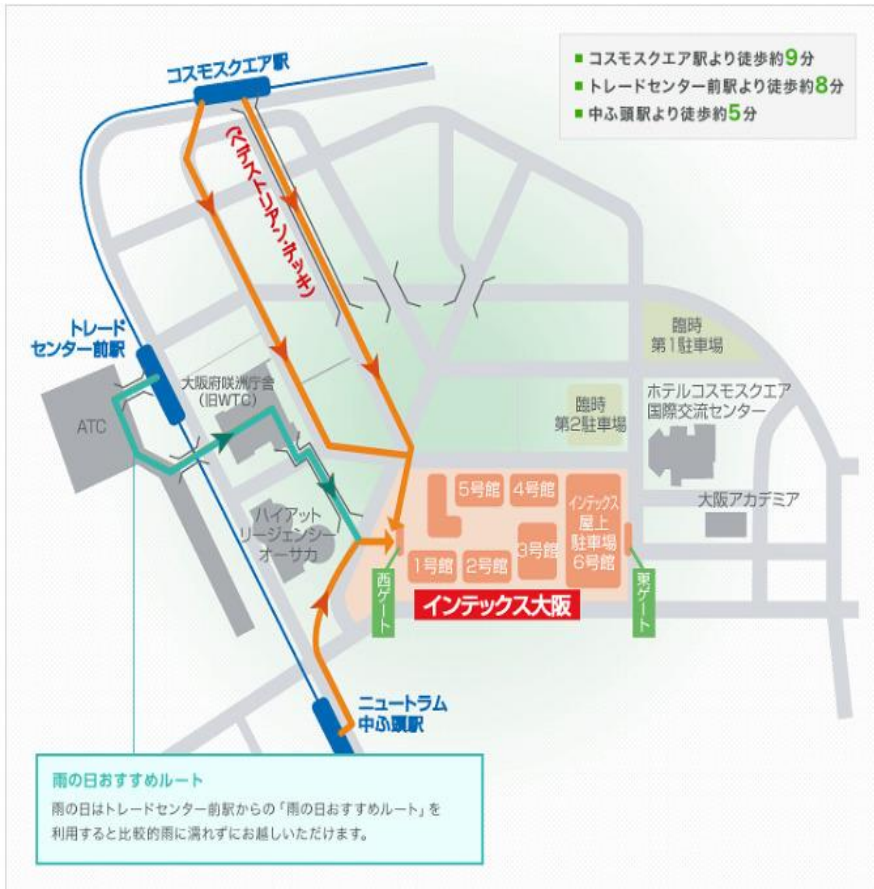 コスモスクエア駅
■ コスモスクエア駅より徒歩約9分
■ トレードセンター前駅より徒歩約8分
■ 中ふ頭駅より徒歩約5分
(ペデストリアン・デッキ)
トレード
センター前駅
大阪府咲洲庁舎
(旧WTC)
ATC
臨時
第1駐車場
臨時
第2駐車場
ホテルコスモスクエア
国際交流センター
大阪アカデミア
ハイアット
リージェンシー
オーサカ
5号館
4号館
インテックス
屋上
駐車場
6号館
3号館
1号館
2号館
西ゲート
東ゲート
インテックス大阪
ニュートラム
中ふ頭駅
雨の日おすすめルート
雨の日はトレードセンター前駅からの「雨の日おすすめルート」を
利用すると比較的雨に濡れずにお越しいただけます。